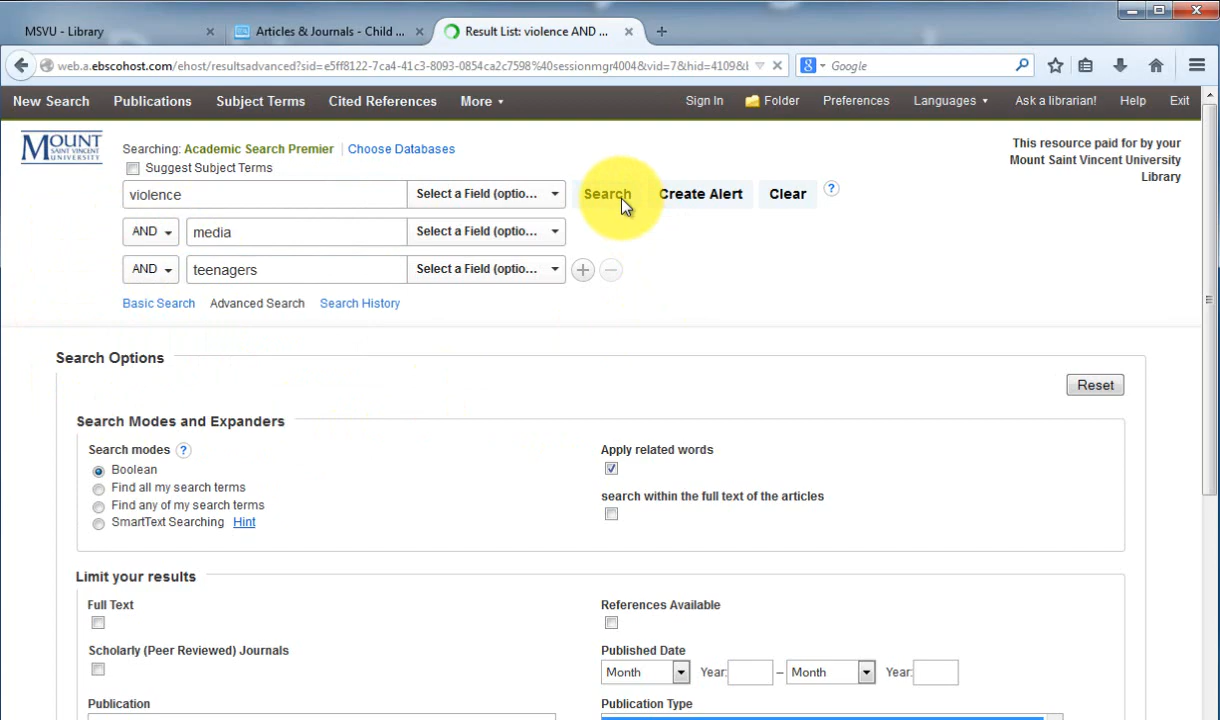 MSVU - Library
Articles & Journals - Child ...
Result List: violence AND ...
web.a.ebscohost.com/ehost/resultsadvanced?sid=e5ff8122-7ca4-41c3-8093-0854ca2c7598%40sessionmgr4004&vid=7&hid=4109&l
Google
New Search
Publications
Subject Terms
Cited References
More
Sign In
Folder
Preferences
Languages
Ask a librarian!
Help
Exit
MOUNT
SAINT VINCENT
UNIVERSITY
Searching: Academic Search Premier
Choose Databases
This resource paid for by your
Mount Saint Vincent University
Library
Suggest Subject Terms
violence
Select a Field (optio...
Search
Create Alert
Clear
?
AND
media
Select a Field (optio...
AND
teenagers
Select a Field (optio...
Basic Search
Advanced Search
Search History
Search Options
Reset
Search Modes and Expanders
Search modes ?
Boolean
Find all my search terms
Find any of my search terms
SmartText Searching Hint
Apply related words
search within the full text of the articles
Limit your results
Full Text
References Available
Scholarly (Peer Reviewed) Journals
Published Date
Month Year: – Month Year:
Publication
Publication Type